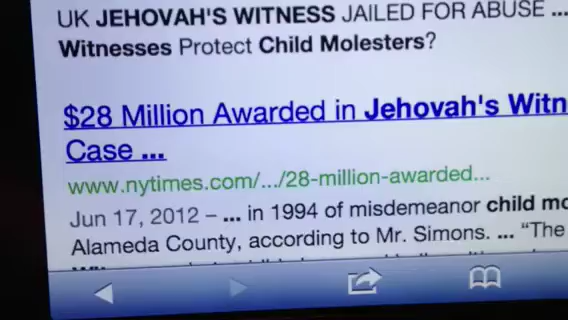 UK JEHOVAH'S WITNESS JAILED FOR ABUSE ...
Witnesses Protect Child Molesters?
$28 Million Awarded in Jehovah's Witn
Case ...
www.nytimes.com/.../28-million-awarded...
Jun 17, 2012 – ... in 1994 of misdemeanor child mo
Alameda County, according to Mr. Simons. ... “The